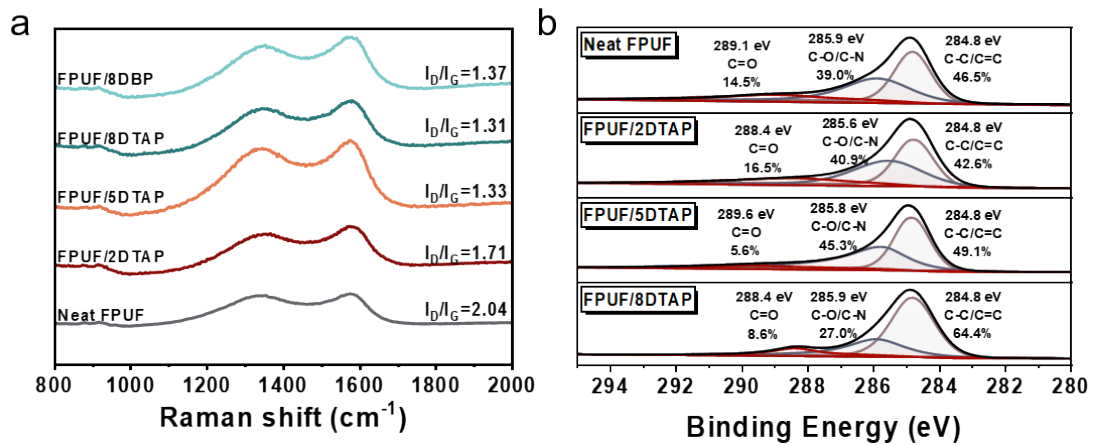 a
FPUF/8DBP
I_D/I_G=1.37
FPUF/8DTAP
I_D/I_G=1.31
FPUF/5DTAP
I_D/I_G=1.33
FPUF/2DTAP
I_D/I_G=1.71
Neat FPUF
I_D/I_G=2.04
800 1000 1200 1400 1600 1800 2000
Raman shift (cm⁻¹)
b
Neat FPUF
289.1 eV
C=O
14.5%
285.9 eV
C-O/C-N
39.0%
284.8 eV
C-C/C=C
46.5%
FPUF/2DTAP
288.4 eV
C=O
16.5%
285.6 eV
C-O/C-N
40.9%
284.8 eV
C-C/C=C
42.6%
FPUF/5DTAP
289.6 eV
C=O
5.6%
285.8 eV
C-O/C-N
45.3%
284.8 eV
C-C/C=C
49.1%
FPUF/8DTAP
288.4 eV
C=O
8.6%
285.9 eV
C-O/C-N
27.0%
284.8 eV
C-C/C=C
64.4%
294 292 290 288 286 284 282 280
Binding Energy (eV)